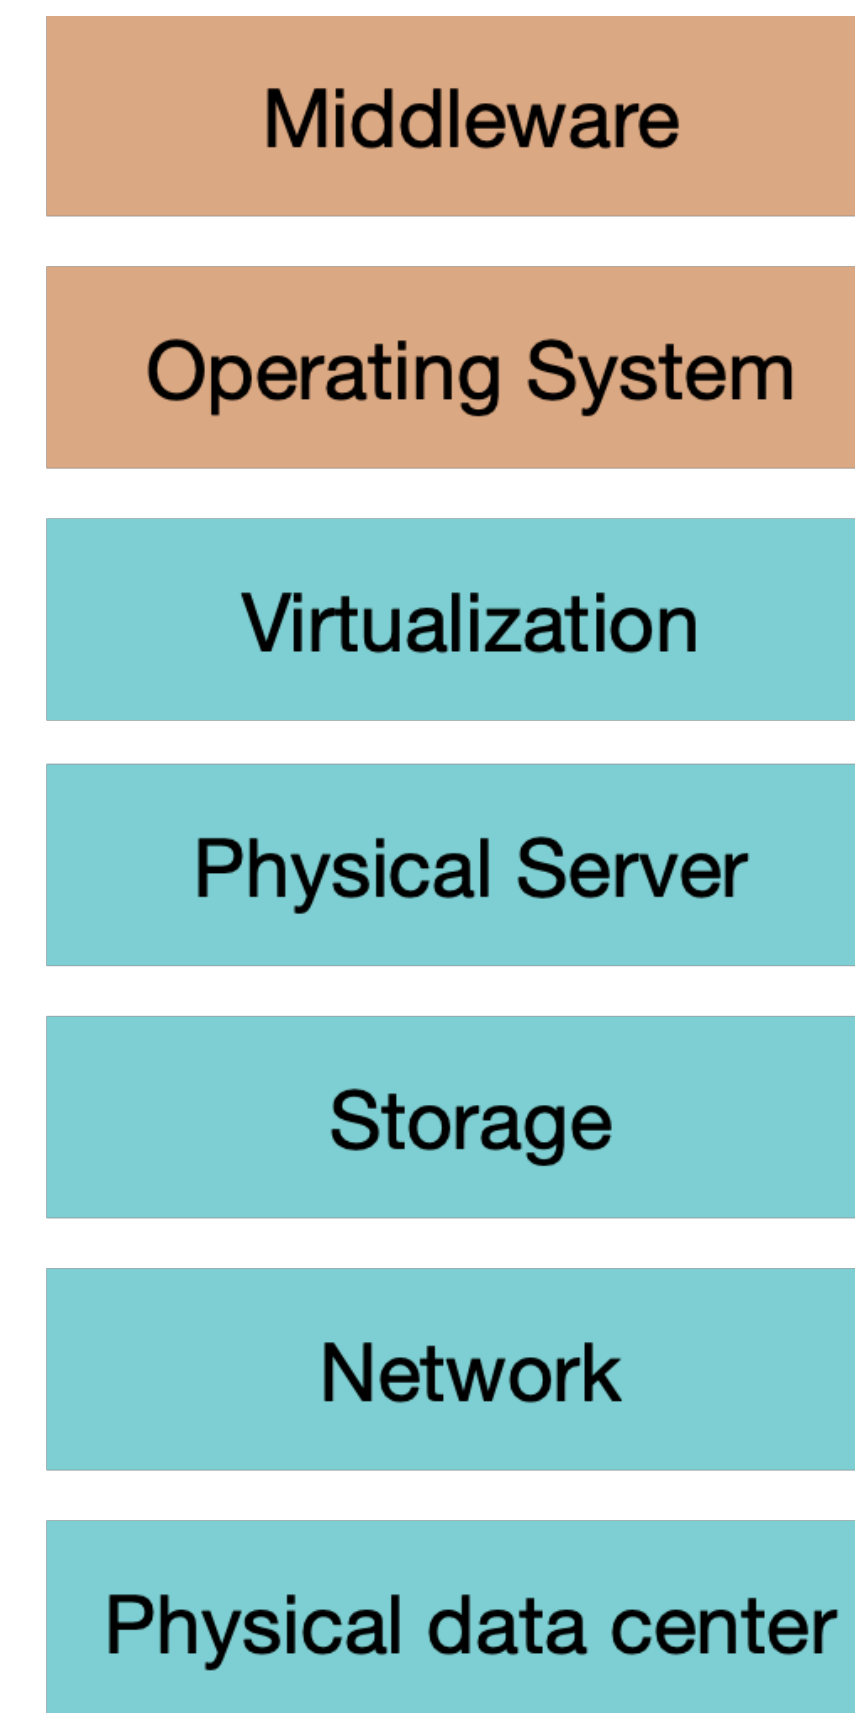 Middleware
Operating System
Virtualization
Physical Server
Storage
Network
Physical data center